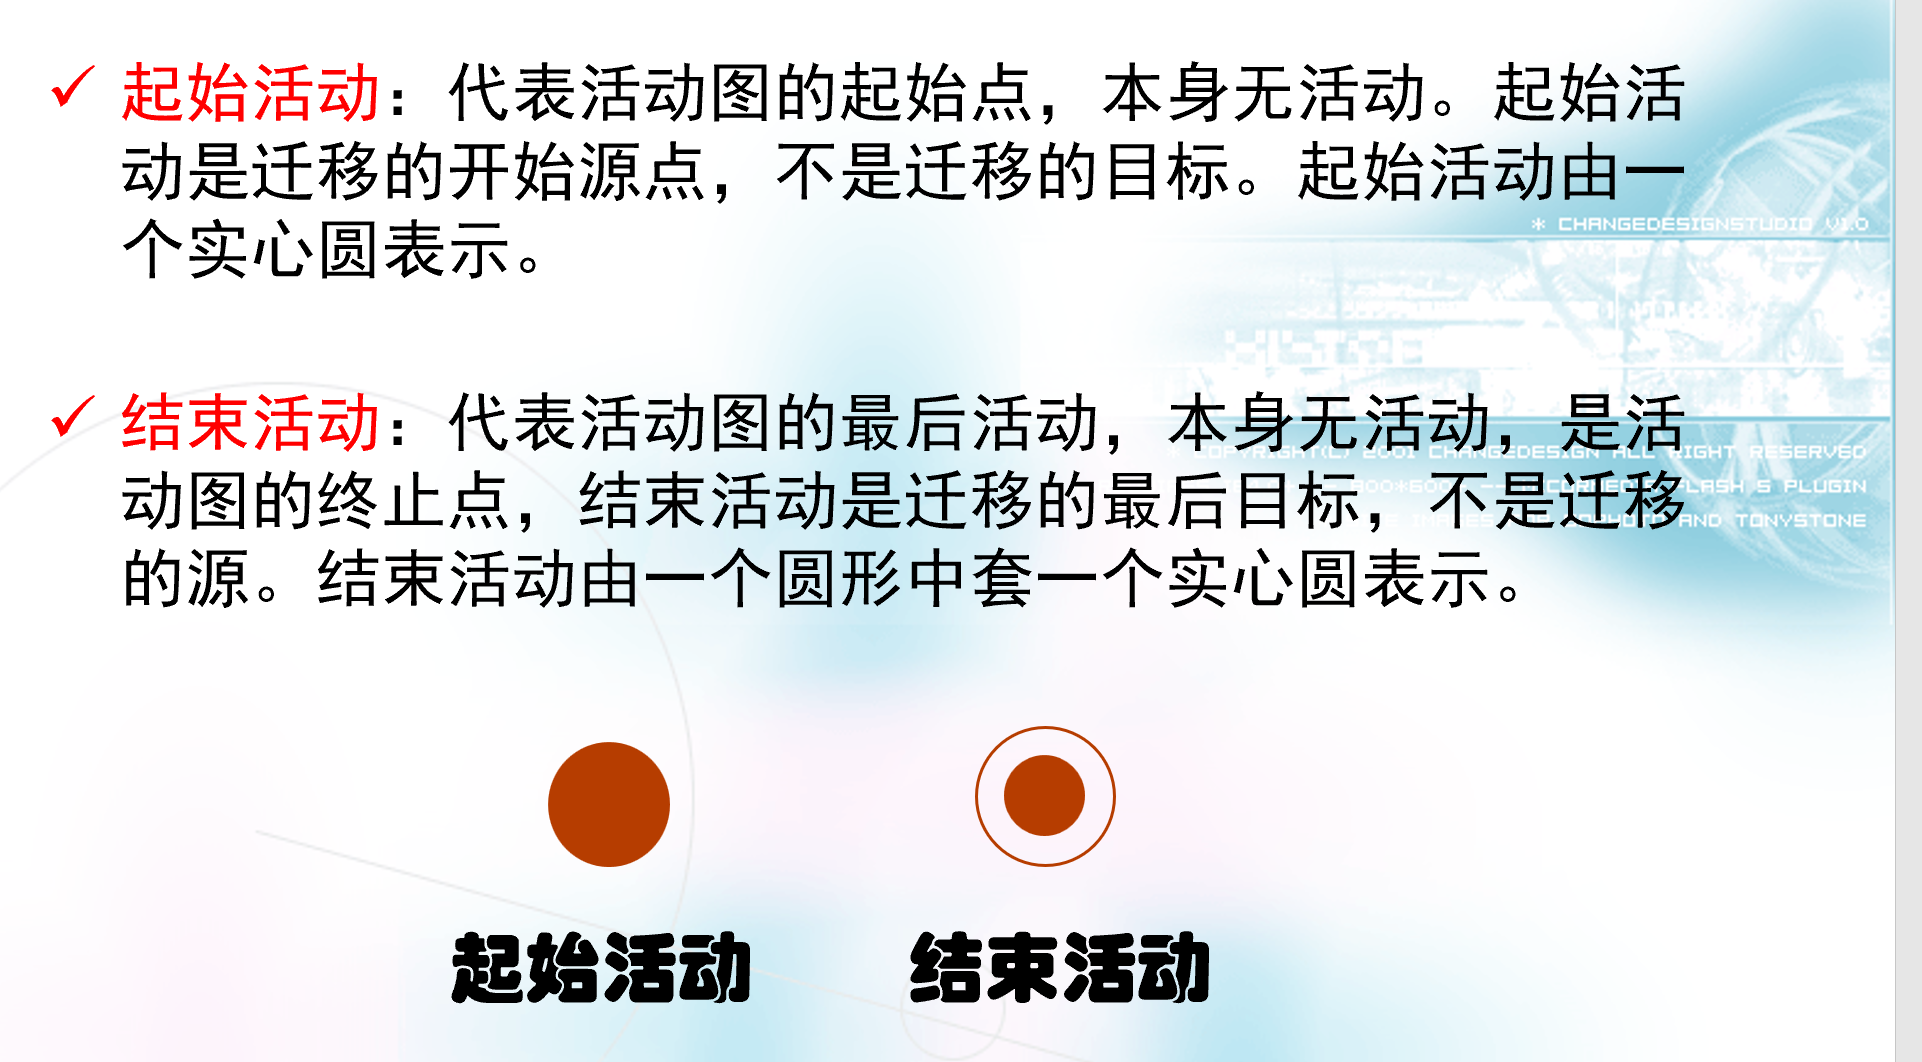 ✓ 起始活动：代表活动图的起始点，本身无活动。起始活
动是迁移的开始源点，不是迁移的目标。起始活动由一
个实心圆表示。
* CHANGEDESIGNSTUDIO V1.0
✓ 结束活动：代表活动图的最后活动，本身无活动，是活
动图的终止点，结束活动是迁移的最后目标，不是迁移
的源。结束活动由一个圆形中套一个实心圆表示。
2001 CHANGEDESIGN ALL RIGHT RESERVED
FLASH 5 PLUGIN
AND TONYSTONE
起始活动
结束活动